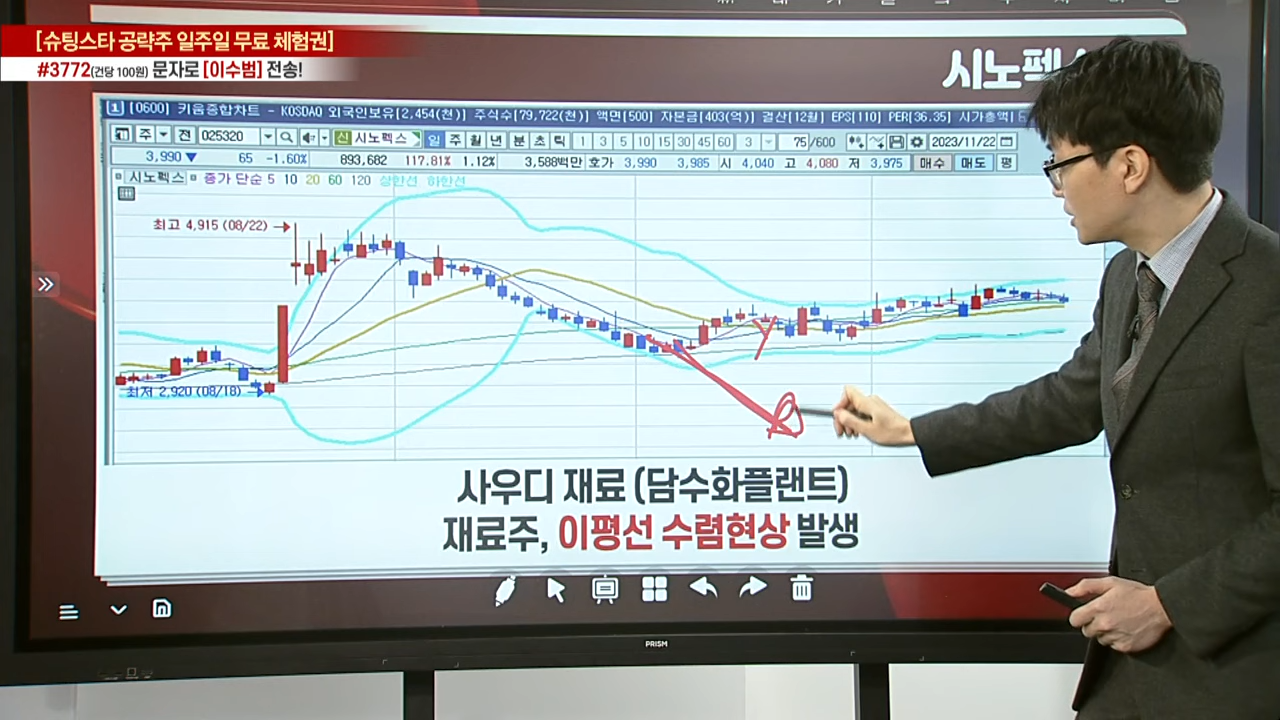 [슈팅스타 공략주 일주일 무료 체험권]
#3772(건당 100원) 문자로 [이수범] 전송!
시노펙스
1 [0600] 키움종합차트 - KOSDAQ 외국인보유[2,454(천)] 주식수[79,722(천)] 액면[500] 자본금[403(억)] 결산[12월] EPS[110] PER[36.35] 시가총액[
주 전 025320 신 시노펙스 일 주 월 년 분 초 틱 1 3 5 10 15 30 45 60 3 75/600 2023/11/22
3,990 ▼ 65 -1.60% 893,682 117.81% 1.12% 3,588백만 호가 3,990 3,985 시 4,040 고 4,080 저 3,975 매수 매도 평
시노펙스 종가 단순 5 10 20 60 120 상한선 하한선
최고 4,915 (08/22)
최저 2,920 (08/18)
사우디 재료 (담수화플랜트)
재료주, 이평선 수렴현상 발생
PRISM